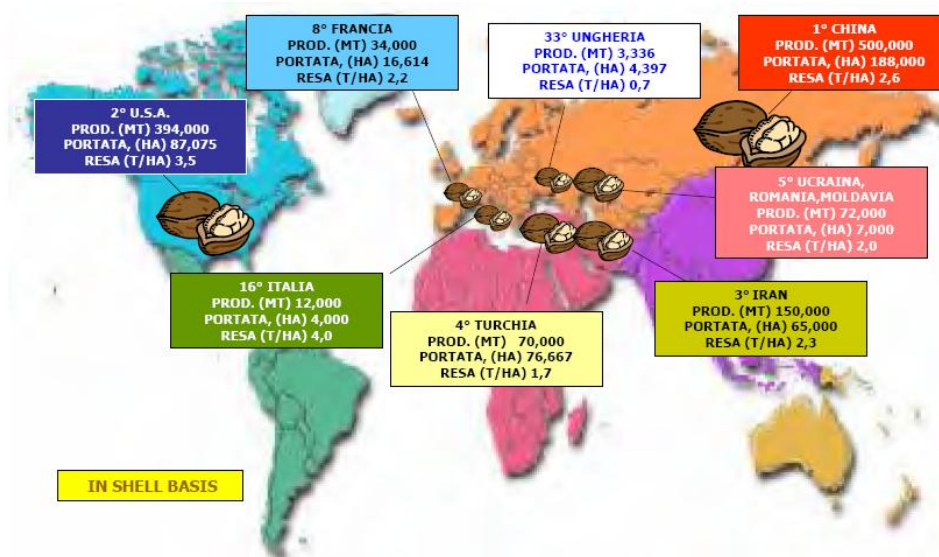 8° FRANCIA
PROD. (MT) 34,000
PORTATA, (HA) 16,614
RESA (T/HA) 2,2
33° UNGHERIA
PROD. (MT) 3,336
PORTATA, (HA) 4,397
RESA (T/HA) 0,7
1° CHINA
PROD. (MT) 500,000
PORTATA, (HA) 188,000
RESA (T/HA) 2,6
2° U.S.A.
PROD. (MT) 394,000
PORTATA, (HA) 87,075
RESA (T/HA) 3,5
5° UCRAINA,
ROMANIA,MOLDAVIA
PROD. (MT) 72,000
PORTATA, (HA) 7,000
RESA (T/HA) 2,0
16° ITALIA
PROD. (MT) 12,000
PORTATA, (HA) 4,000
RESA (T/HA) 4,0
4° TURCHIA
PROD. (MT) 70,000
PORTATA, (HA) 76,667
RESA (T/HA) 1,7
3° IRAN
PROD. (MT) 150,000
PORTATA, (HA) 65,000
RESA (T/HA) 2,3
IN SHELL BASIS